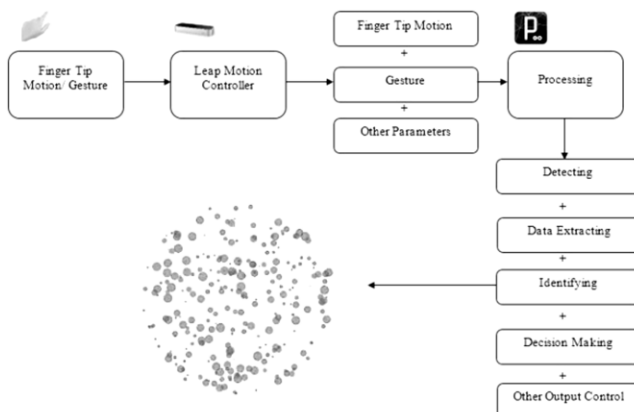 Finger Tip
Motion/ Gesture
Leap Motion
Controller
Finger Tip Motion
+
Gesture
+
Other Parameters
P
Processing
Detecting
+
Data Extracting
+
Identifying
+
Decision Making
+
Other Output Control